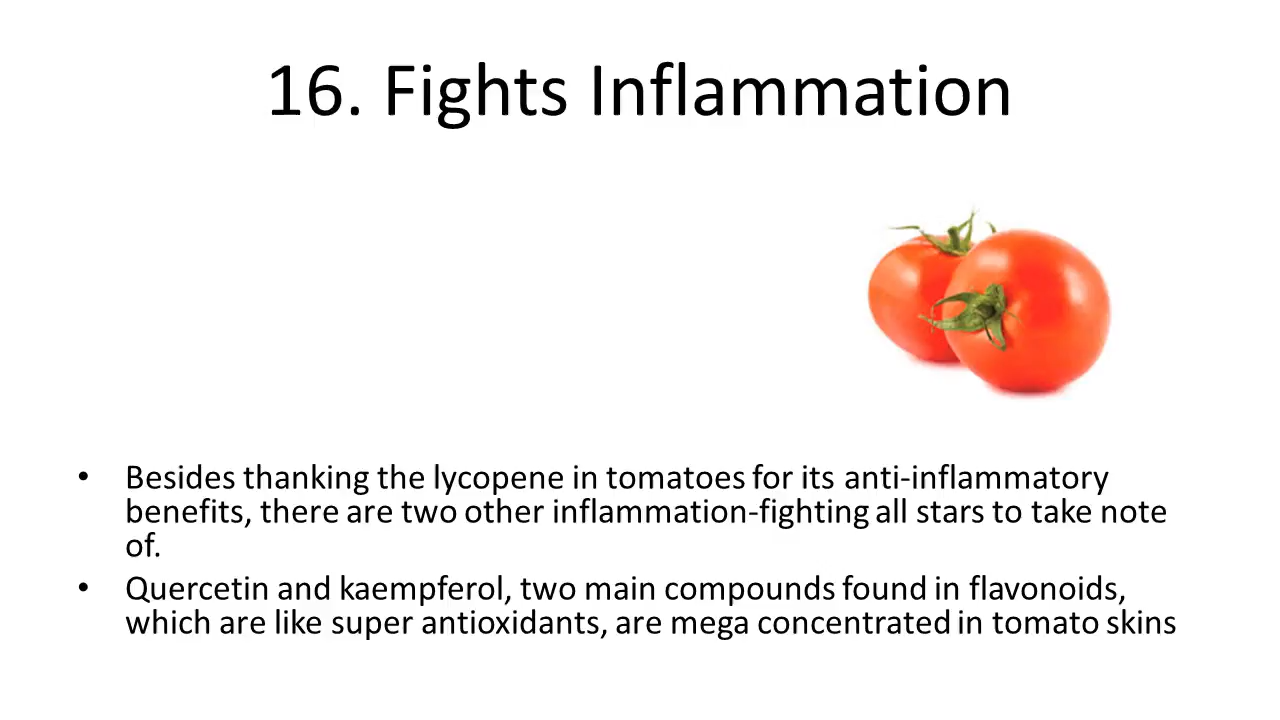 16. Fights Inflammation
• Besides thanking the lycopene in tomatoes for its anti-inflammatory
benefits, there are two other inflammation-fighting all stars to take note
of.
• Quercetin and kaempferol, two main compounds found in flavonoids,
which are like super antioxidants, are mega concentrated in tomato skins